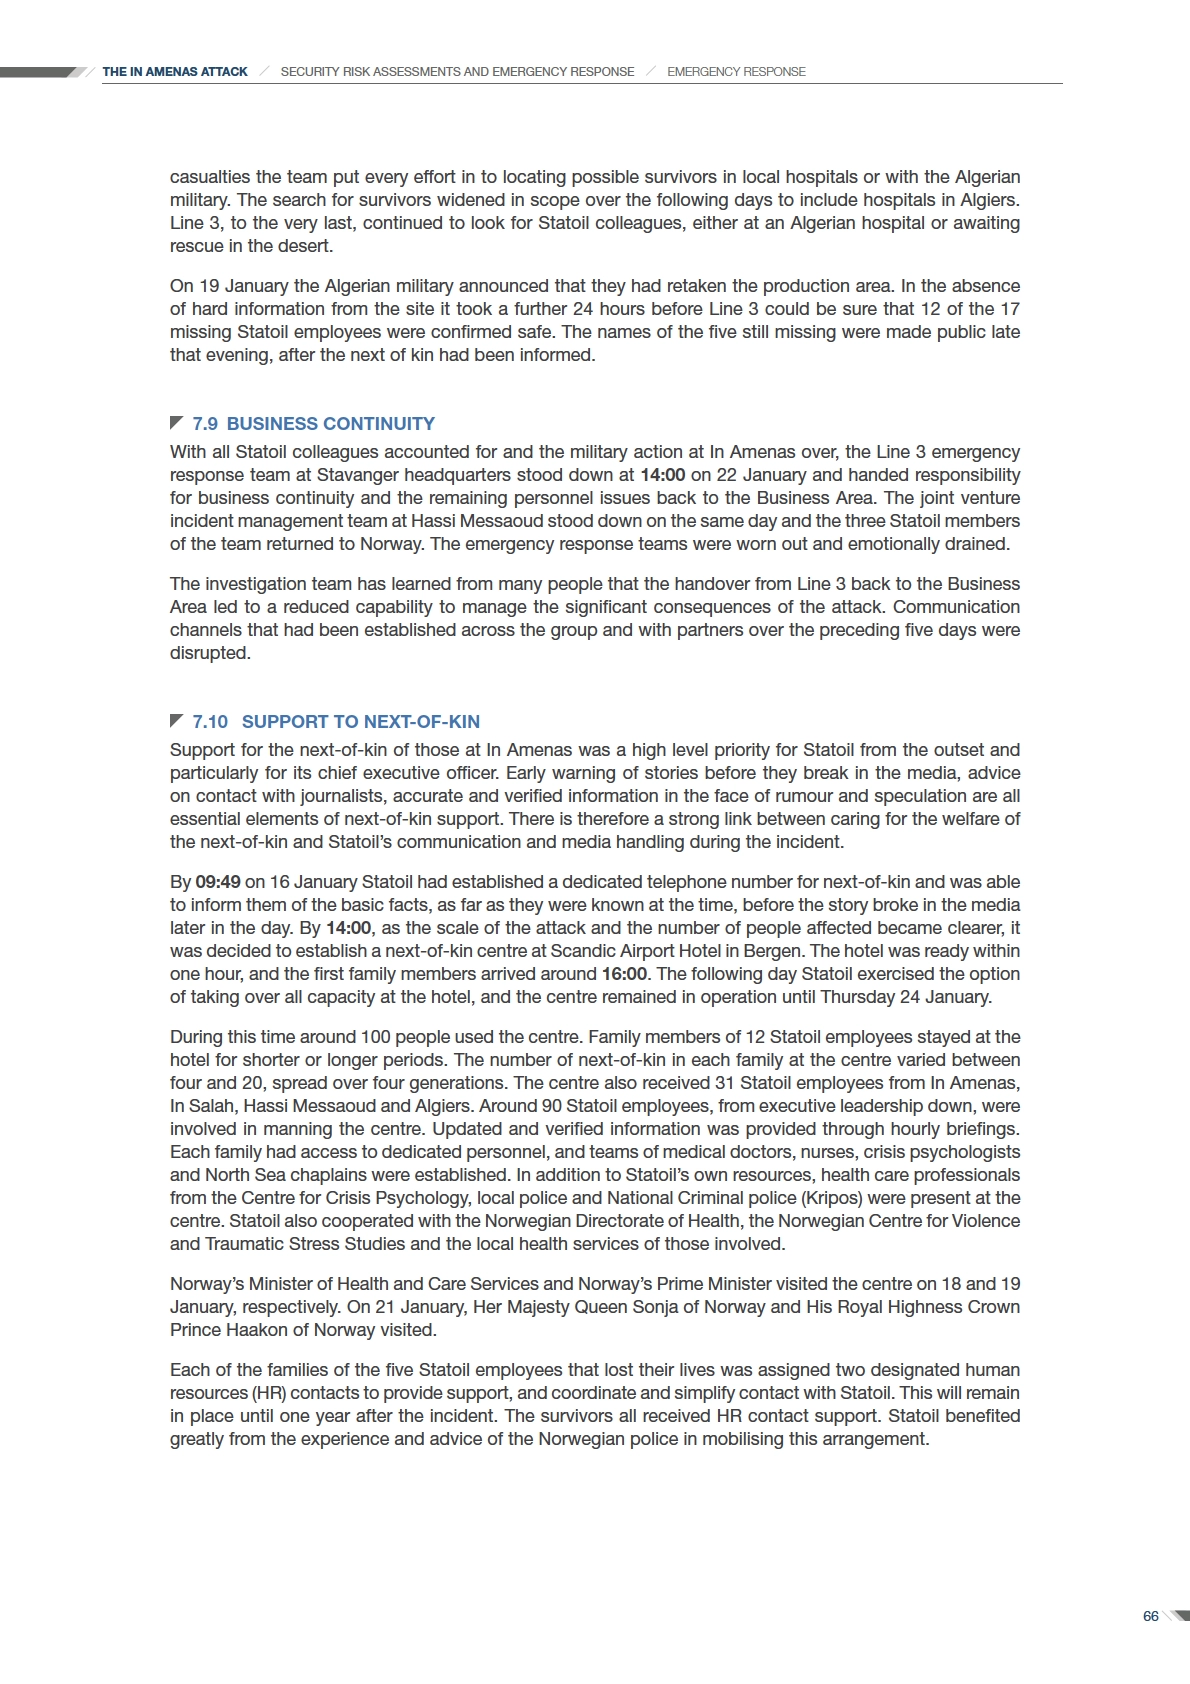 THE IN AMENAS ATTACK / SECURITY RISK ASSESSMENTS AND EMERGENCY RESPONSE / EMERGENCY RESPONSE
casualties the team put every effort in to locating possible survivors in local hospitals or with the Algerian
military. The search for survivors widened in scope over the following days to include hospitals in Algiers.
Line 3, to the very last, continued to look for Statoil colleagues, either at an Algerian hospital or awaiting
rescue in the desert.
On 19 January the Algerian military announced that they had retaken the production area. In the absence
of hard information from the site it took a further 24 hours before Line 3 could be sure that 12 of the 17
missing Statoil employees were confirmed safe. The names of the five still missing were made public late
that evening, after the next of kin had been informed.
7.9 BUSINESS CONTINUITY
With all Statoil colleagues accounted for and the military action at In Amenas over, the Line 3 emergency
response team at Stavanger headquarters stood down at 14:00 on 22 January and handed responsibility
for business continuity and the remaining personnel issues back to the Business Area. The joint venture
incident management team at Hassi Messaoud stood down on the same day and the three Statoil members
of the team returned to Norway. The emergency response teams were worn out and emotionally drained.
The investigation team has learned from many people that the handover from Line 3 back to the Business
Area led to a reduced capability to manage the significant consequences of the attack. Communication
channels that had been established across the group and with partners over the preceding five days were
disrupted.
7.10 SUPPORT TO NEXT-OF-KIN
Support for the next-of-kin of those at In Amenas was a high level priority for Statoil from the outset and
particularly for its chief executive officer. Early warning of stories before they break in the media, advice
on contact with journalists, accurate and verified information in the face of rumour and speculation are all
essential elements of next-of-kin support. There is therefore a strong link between caring for the welfare of
the next-of-kin and Statoil’s communication and media handling during the incident.
By 09:49 on 16 January Statoil had established a dedicated telephone number for next-of-kin and was able
to inform them of the basic facts, as far as they were known at the time, before the story broke in the media
later in the day. By 14:00, as the scale of the attack and the number of people affected became clearer, it
was decided to establish a next-of-kin centre at Scandic Airport Hotel in Bergen. The hotel was ready within
one hour, and the first family members arrived around 16:00. The following day Statoil exercised the option
of taking over all capacity at the hotel, and the centre remained in operation until Thursday 24 January.
During this time around 100 people used the centre. Family members of 12 Statoil employees stayed at the
hotel for shorter or longer periods. The number of next-of-kin in each family at the centre varied between
four and 20, spread over four generations. The centre also received 31 Statoil employees from In Amenas,
In Salah, Hassi Messaoud and Algiers. Around 90 Statoil employees, from executive leadership down, were
involved in manning the centre. Updated and verified information was provided through hourly briefings.
Each family had access to dedicated personnel, and teams of medical doctors, nurses, crisis psychologists
and North Sea chaplains were established. In addition to Statoil’s own resources, health care professionals
from the Centre for Crisis Psychology, local police and National Criminal police (Kripos) were present at the
centre. Statoil also cooperated with the Norwegian Directorate of Health, the Norwegian Centre for Violence
and Traumatic Stress Studies and the local health services of those involved.
Norway’s Minister of Health and Care Services and Norway’s Prime Minister visited the centre on 18 and 19
January, respectively. On 21 January, Her Majesty Queen Sonja of Norway and His Royal Highness Crown
Prince Haakon of Norway visited.
Each of the families of the five Statoil employees that lost their lives was assigned two designated human
resources (HR) contacts to provide support, and coordinate and simplify contact with Statoil. This will remain
in place until one year after the incident. The survivors all received HR contact support. Statoil benefited
greatly from the experience and advice of the Norwegian police in mobilising this arrangement.
66